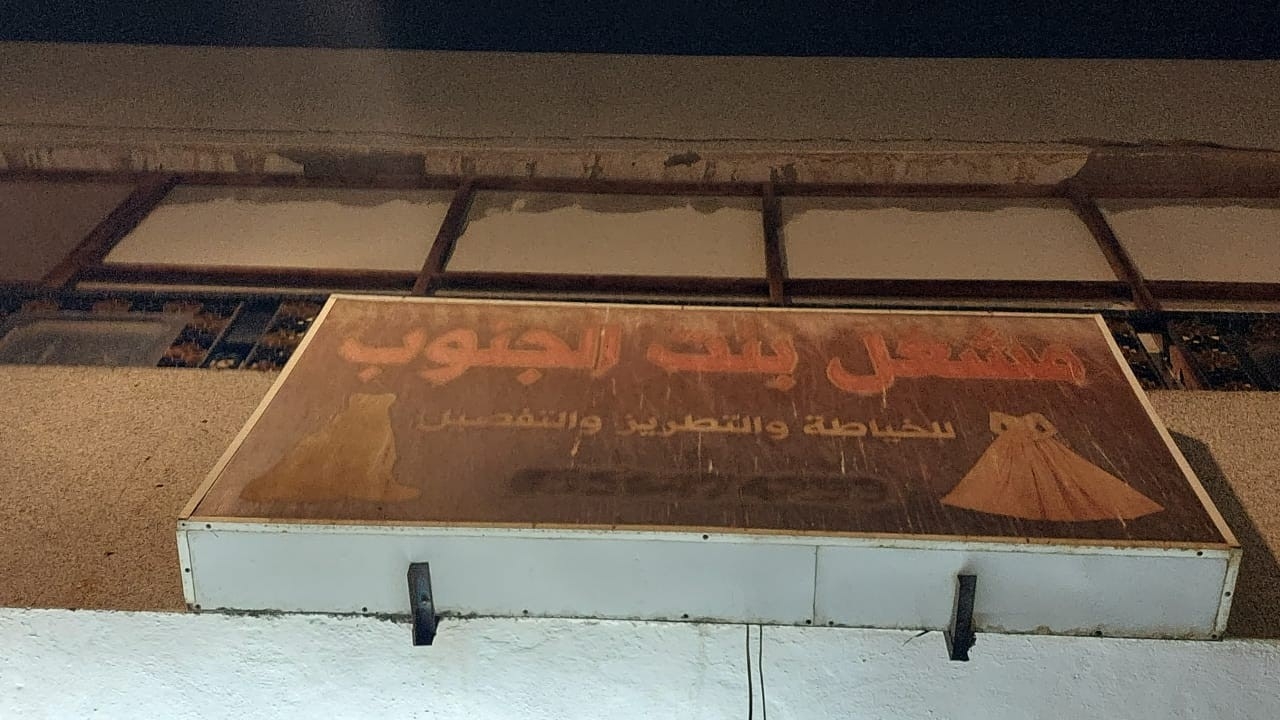 مشغل بنت الجنوب
للخياطة والتطريز والتفصيل